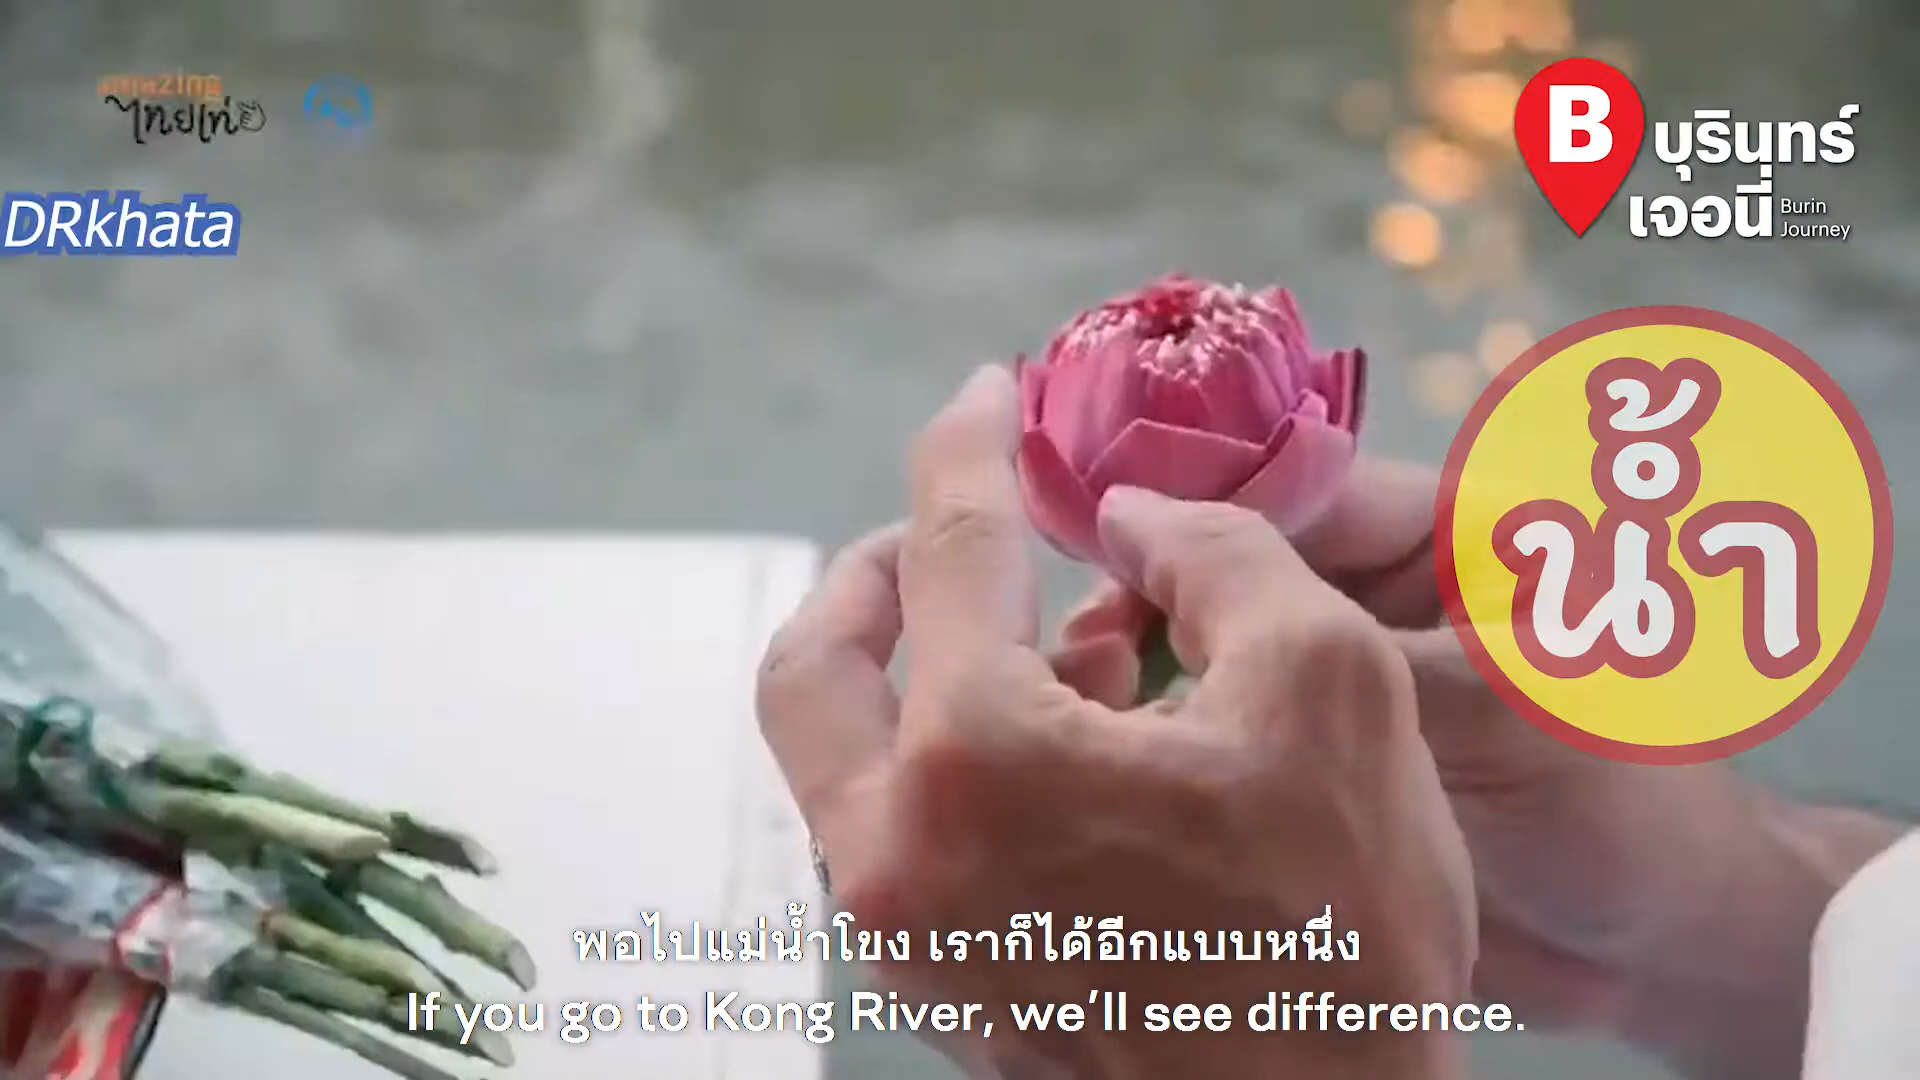 amazing
ไทยเท่
DRkhata
B
บุรินทร์
เจอนี่
Burin
Journey
น้ำ
พอไปแม่น้ำโขง เราก็ได้อีกแบบหนึ่ง
If you go to Kong River, we’ll see difference.